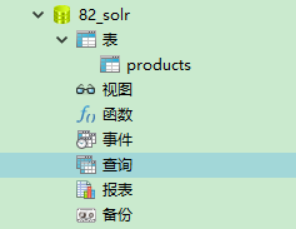 82_solr
表
products
视图
函数
事件
查询
报表
备份